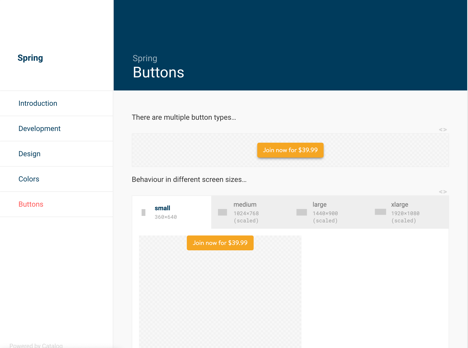 Spring
Introduction
Development
Design
Colors
Buttons
Powered by Catalog
Spring
Buttons
There are multiple button types...
Join now for $39.99
Behaviour in different screen sizes...
small
360×640
medium
1024×768
(scaled)
large
1440×900
(scaled)
xlarge
1920×1080
(scaled)
Join now for $39.99